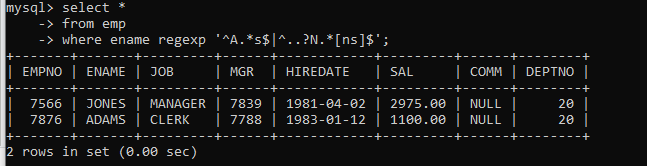 mysql> select *
    -> from emp
    -> where ename regexp '^A.*s$|^..?N.*[ns]$';
+-------+-------+---------+------+------------+---------+------+--------+
| EMPNO | ENAME | JOB     | MGR  | HIREDATE   | SAL     | COMM | DEPTNO |
+-------+-------+---------+------+------------+---------+------+--------+
|  7566 | JONES | MANAGER | 7839 | 1981-04-02 | 2975.00 | NULL |     20 |
|  7876 | ADAMS | CLERK   | 7788 | 1983-01-12 | 1100.00 | NULL |     20 |
+-------+-------+---------+------+------------+---------+------+--------+
2 rows in set (0.00 sec)